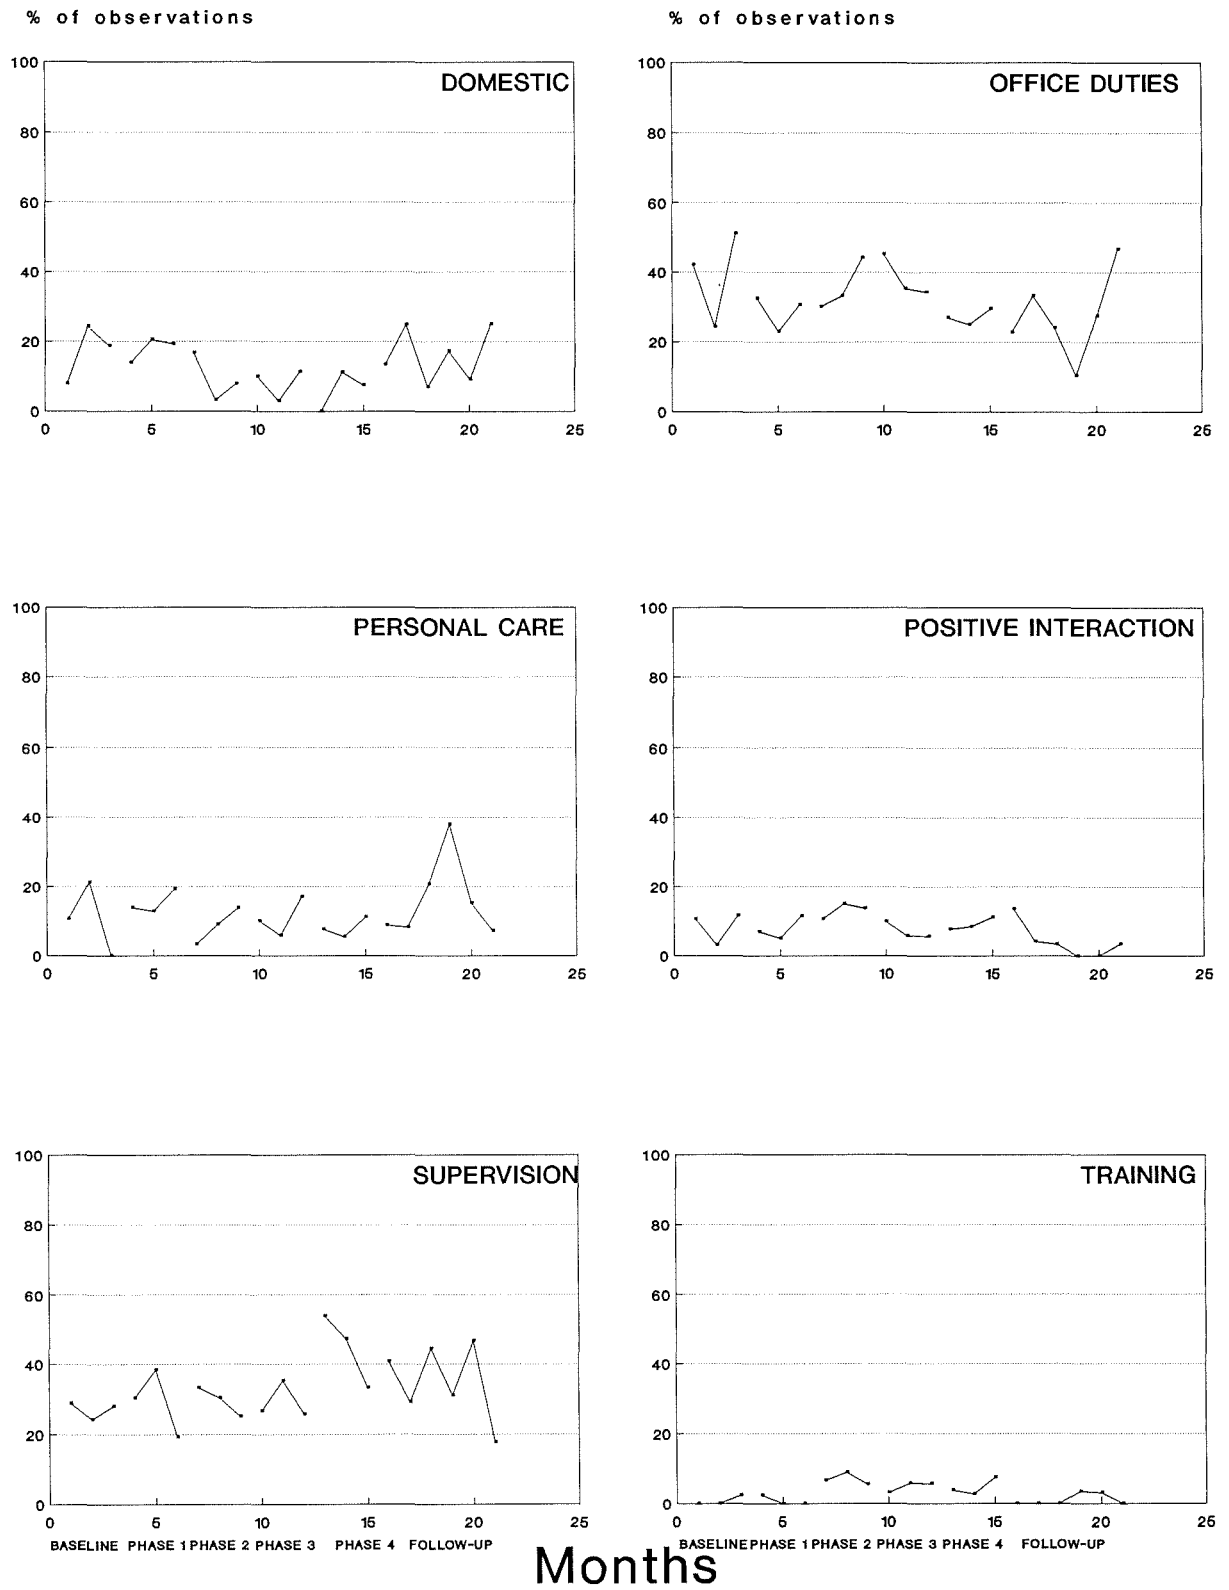 % of observations
% of observations
100
80
60
40
20
0
DOMESTIC
0 5 10 15 20 25
100
80
60
40
20
0
OFFICE DUTIES
0 5 10 15 20 25
100
80
60
40
20
0
PERSONAL CARE
0 5 10 15 20 25
100
80
60
40
20
0
POSITIVE INTERACTION
0 5 10 15 20 25
100
80
60
40
20
0
SUPERVISION
0 5 10 15 20 25
BASELINE PHASE 1 PHASE 2 PHASE 3 PHASE 4 FOLLOW-UP
100
80
60
40
20
0
TRAINING
0 5 10 15 20 25
BASELINE PHASE 1 PHASE 2 PHASE 3 PHASE 4 FOLLOW-UP
Months